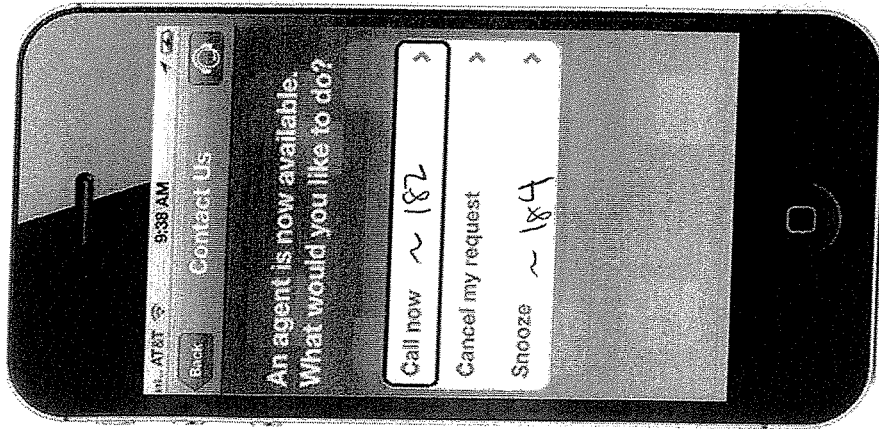 AT&T 9:38 AM
Back Contact Us
An agent is now available.
What would you like to do?
Call now ~ 182 >
Cancel my request >
Snooze ~ 184 >